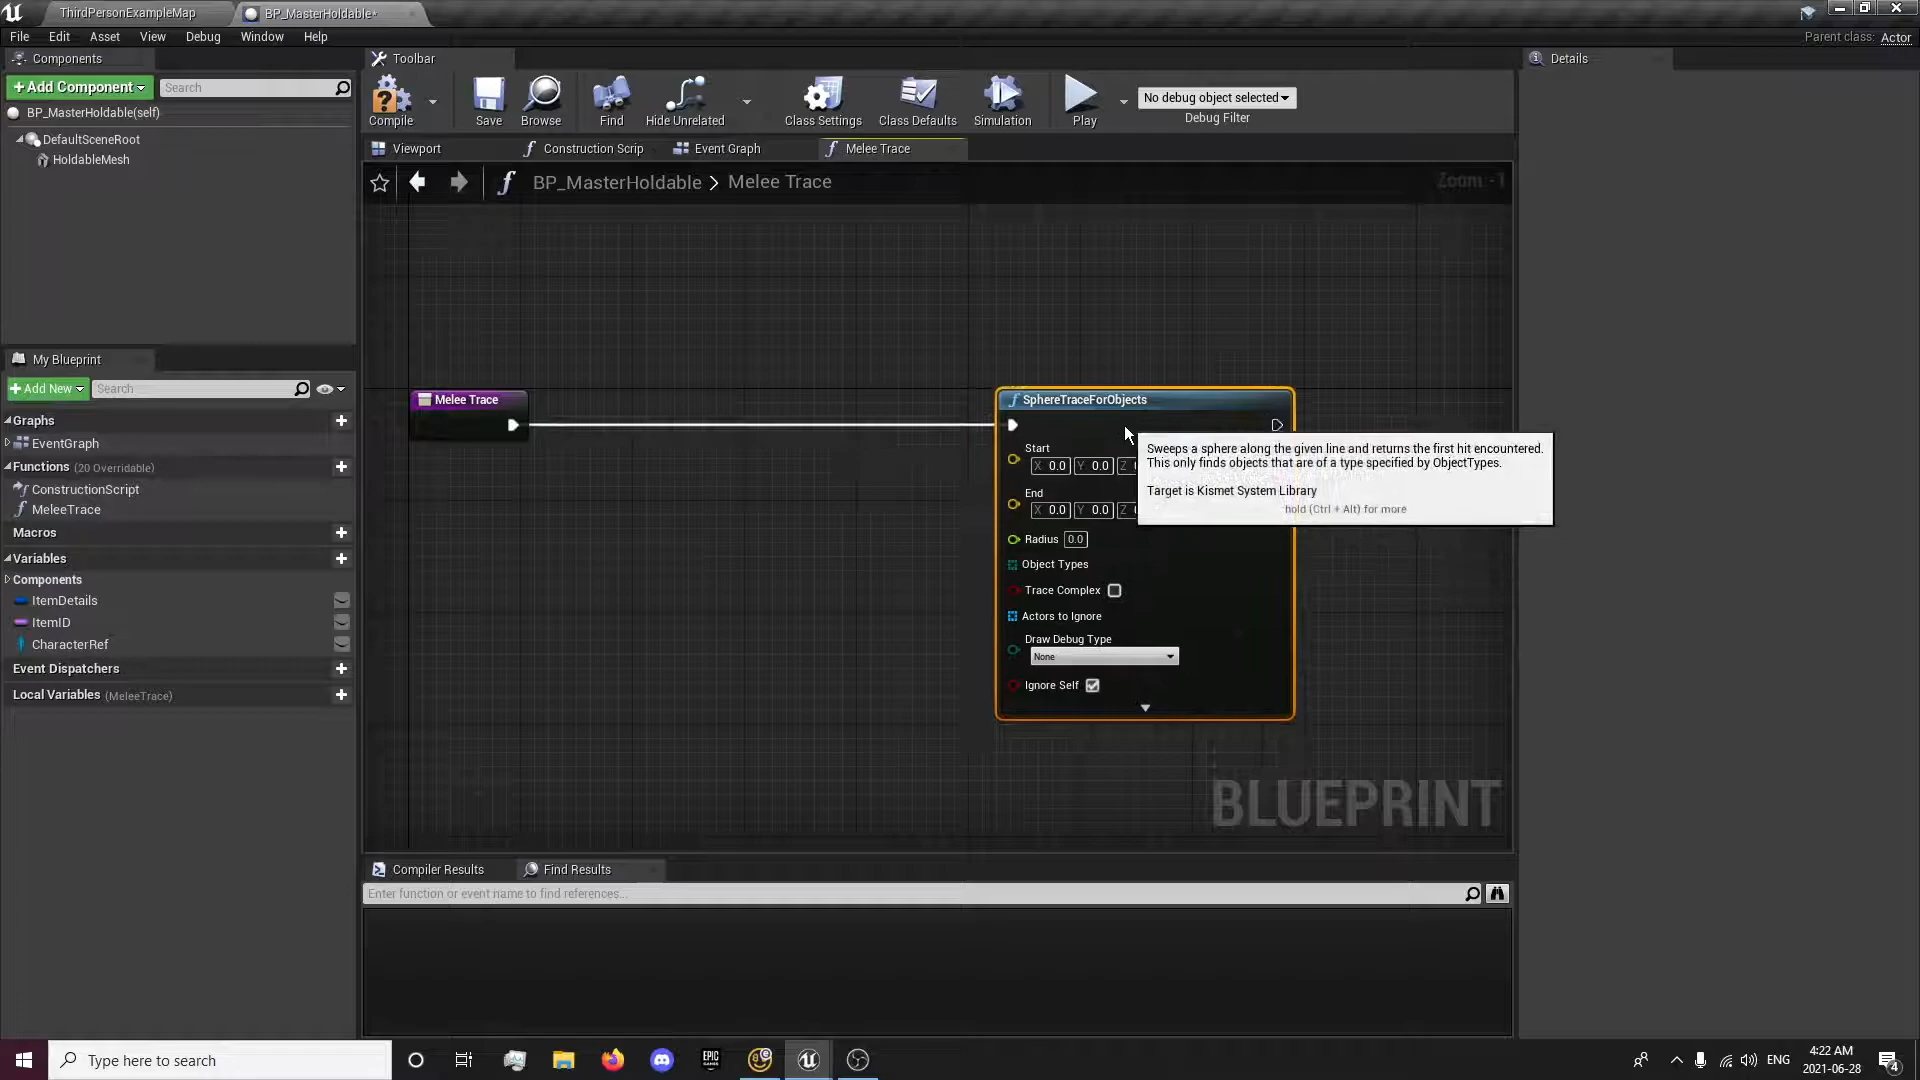 ThirdPersonExampleMap
BP_MasterHoldable*
File Edit Asset View Debug Window Help
Parent class: Actor
Components
+Add Component
Search
BP_MasterHoldable(self)
DefaultSceneRoot
HoldableMesh
Toolbar
Compile
Save
Browse
Find
Hide Unrelated
Class Settings
Class Defaults
Simulation
Play
No debug object selected
Debug Filter
Details
Viewport
Construction Scrip
Event Graph
Melee Trace
BP_MasterHoldable > Melee Trace
Zoom -1
My Blueprint
+Add New
Search
Graphs
EventGraph
Functions (20 Overridable)
ConstructionScript
MeleeTrace
Macros
Variables
Components
ItemDetails
ItemID
CharacterRef
Event Dispatchers
Local Variables (MeleeTrace)
Melee Trace
SphereTraceForObjects
Start
X 0.0 Y 0.0 Z
End
X 0.0 Y 0.0 Z
Radius 0.0
Object Types
Trace Complex
Actors to Ignore
Draw Debug Type
None
Ignore Self
Sweeps a sphere along the given line and returns the first hit encountered.
This only finds objects that are of a type specified by ObjectTypes.
Target is Kismet System Library
hold (Ctrl + Alt) for more
BLUEPRINT
Compiler Results
Find Results
Enter function or event name to find references...
Type here to search
EPIC GAMES
ENG
4:22 AM
2021-06-28
4